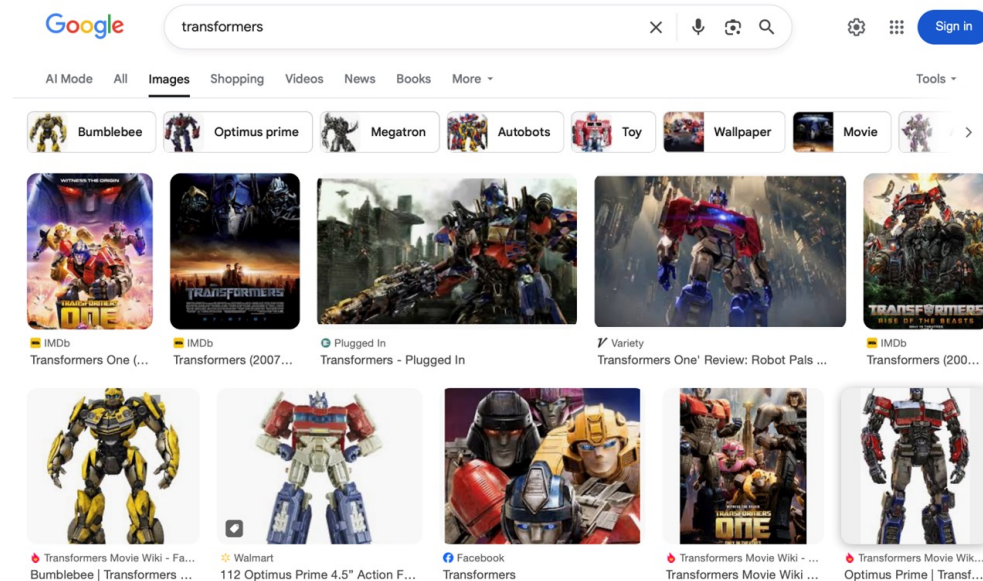 Google
transformers
Sign in
AI Mode All Images Shopping Videos News Books More Tools
Bumblebee Optimus prime Megatron Autobots Toy Wallpaper Movie
WITNESS THE ORIGIN
TRANSFORMERS
ONE
TRANSFORMERS
TRANSFORMERS
RISE OF THE BEASTS
IMDb
Transformers One (...
IMDb
Transformers (2007...
Plugged In
Transformers - Plugged In
Variety
Transformers One' Review: Robot Pals ...
IMDb
Transformers (200...
TRANSFORMERS
ONE
Transformers Movie Wiki - Fa...
Bumblebee | Transformers ...
Walmart
112 Optimus Prime 4.5” Action F...
Facebook
Transformers
Transformers Movie Wiki - ...
Transformers Movie Wiki ...
Transformers Movie Wik...
Optimus Prime | Transf...